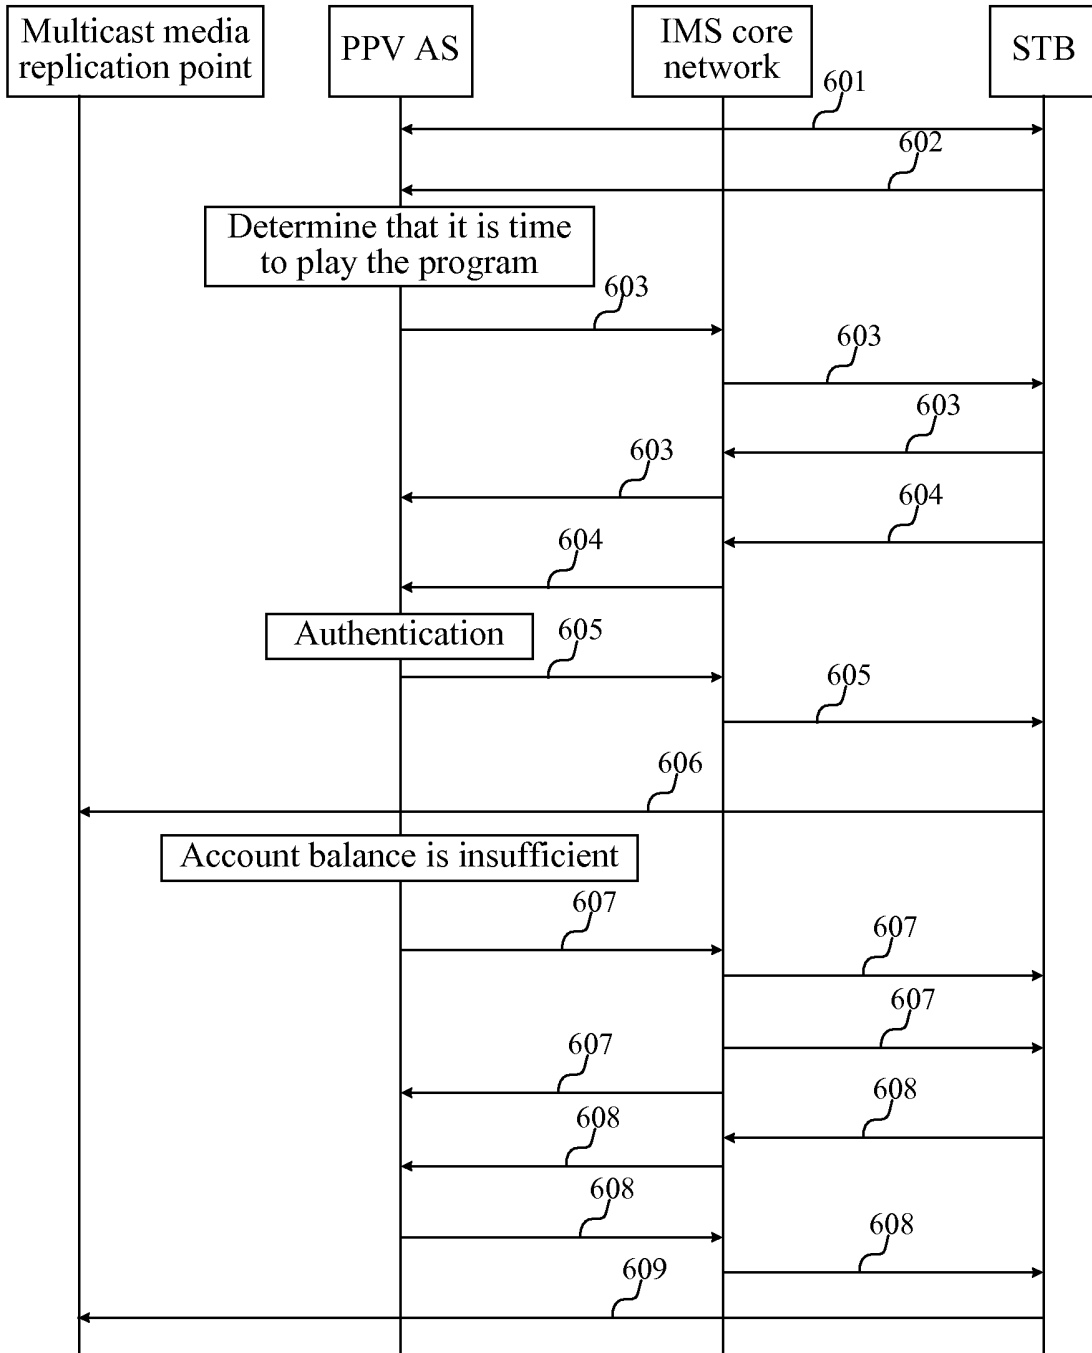 Multicast media
replication point
PPV AS
IMS core
network
STB
601
602
Determine that it is time
to play the program
603
603
603
603
604
604
Authentication
605
605
606
Account balance is insufficient
607
607
607
607
608
608
608
608
609